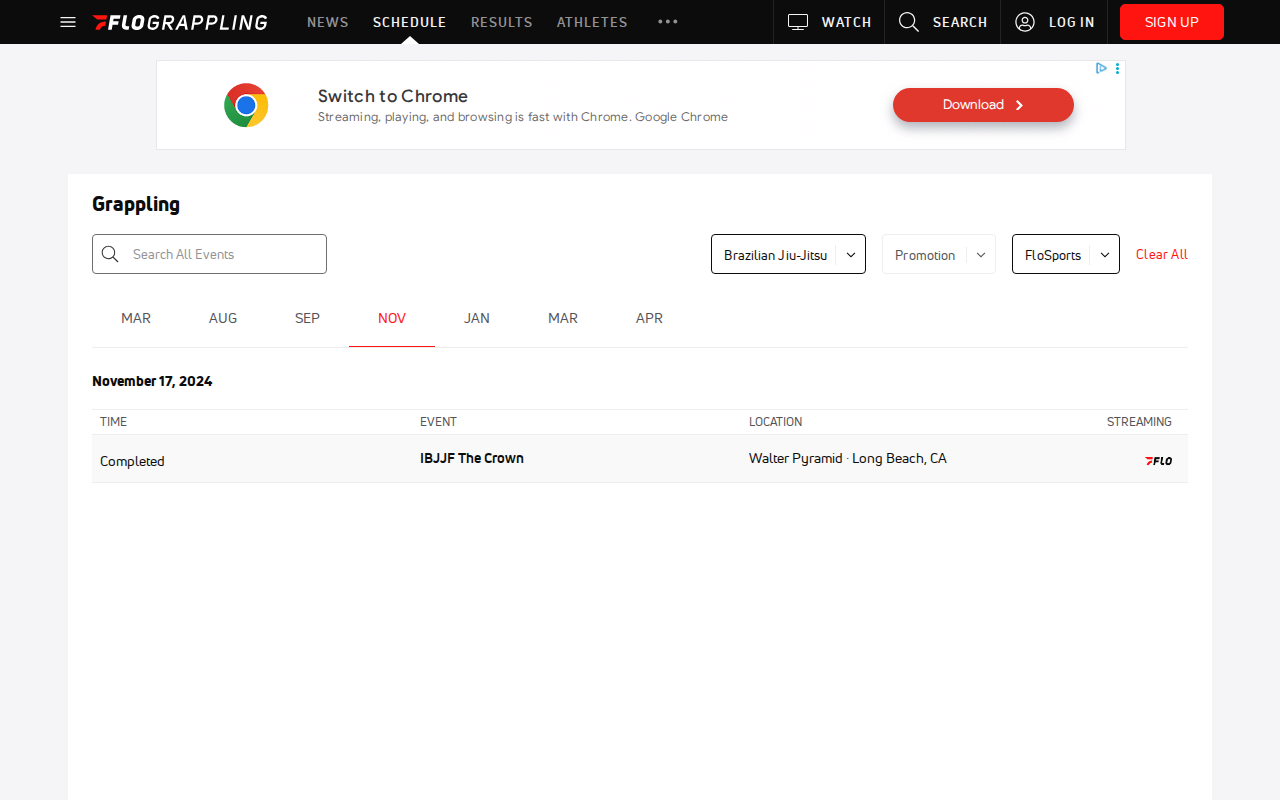 FLOGRAPPLING NEWS SCHEDULE RESULTS ATHLETES WATCH SEARCH LOG IN SIGN UP
Switch to Chrome
Streaming, playing, and browsing is fast with Chrome. Google Chrome
Download
Grappling
Search All Events Brazilian Jiu-Jitsu Promotion FloSports Clear All
MAR AUG SEP NOV JAN MAR APR
November 17, 2024
TIME EVENT LOCATION STREAMING
Completed IBJJF The Crown Walter Pyramid · Long Beach, CA FLO